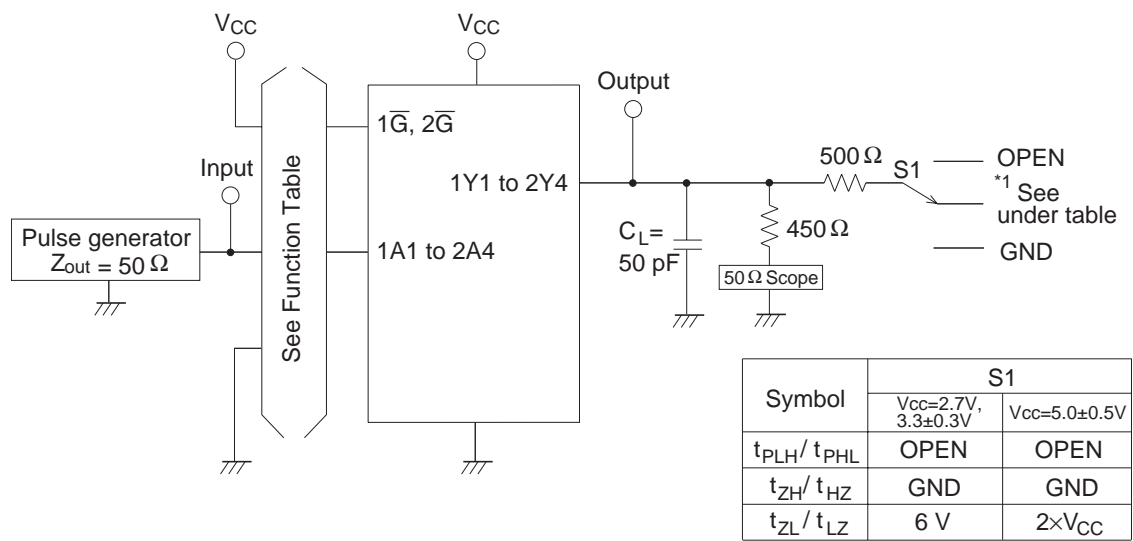 VCC
VCC
Output
1G̅, 2G̅
Input
See Function Table
1Y1 to 2Y4
500 Ω
S1
OPEN
*1 See
under table
GND
Pulse generator
Zout = 50 Ω
1A1 to 2A4
CL=
50 pF
450 Ω
50 Ω Scope
Symbol
S1
Vcc=2.7V,
3.3±0.3V
Vcc=5.0±0.5V
tPLH / tPHL
OPEN
OPEN
tZH / tHZ
GND
GND
tZL / tLZ
6 V
2×VCC